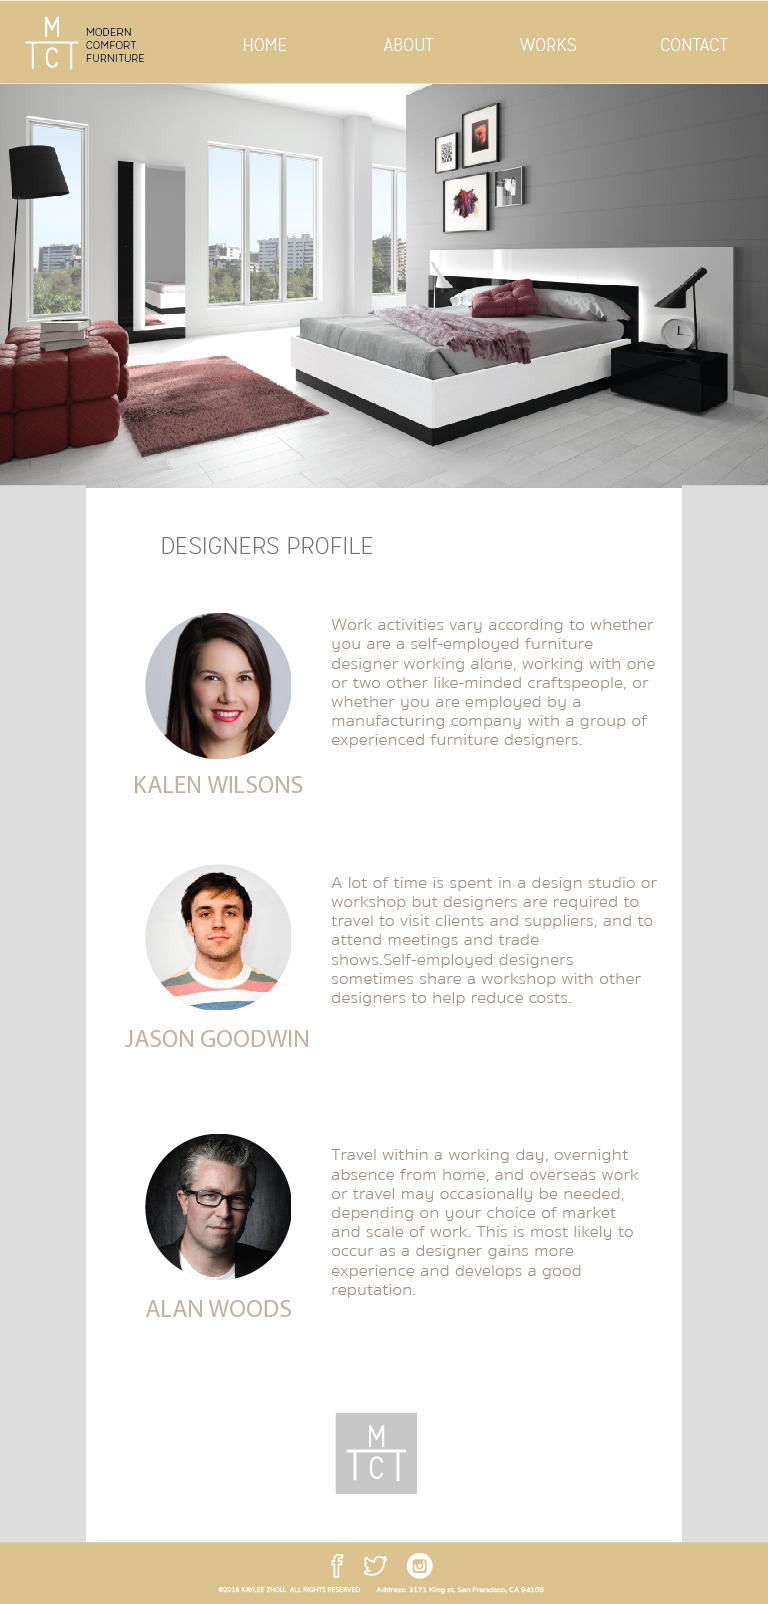 M
TCT
MODERN
COMFORT
FURNITURE
HOME ABOUT WORKS CONTACT
DESIGNERS PROFILE
Work activities vary according to whether
you are a self-employed furniture
designer working alone, working with one
or two other like-minded craftspeople, or
whether you are employed by a
manufacturing company with a group of
experienced furniture designers.
KALEN WILSONS
A lot of time is spent in a design studio or
workshop but designers are required to
travel to visit clients and suppliers, and to
attend meetings and trade
shows.Self-employed designers
sometimes share a workshop with other
designers to help reduce costs.
JASON GOODWIN
Travel within a working day, overnight
absence from home, and overseas work
or travel may occasionally be needed,
depending on your choice of market
and scale of work. This is most likely to
occur as a designer gains more
experience and develops a good
reputation.
ALAN WOODS
M
TCT
©2016 KAYLEE ZHOU. ALL RIGHTS RESERVED Address: 3171 King st, San Francisco, CA 94105